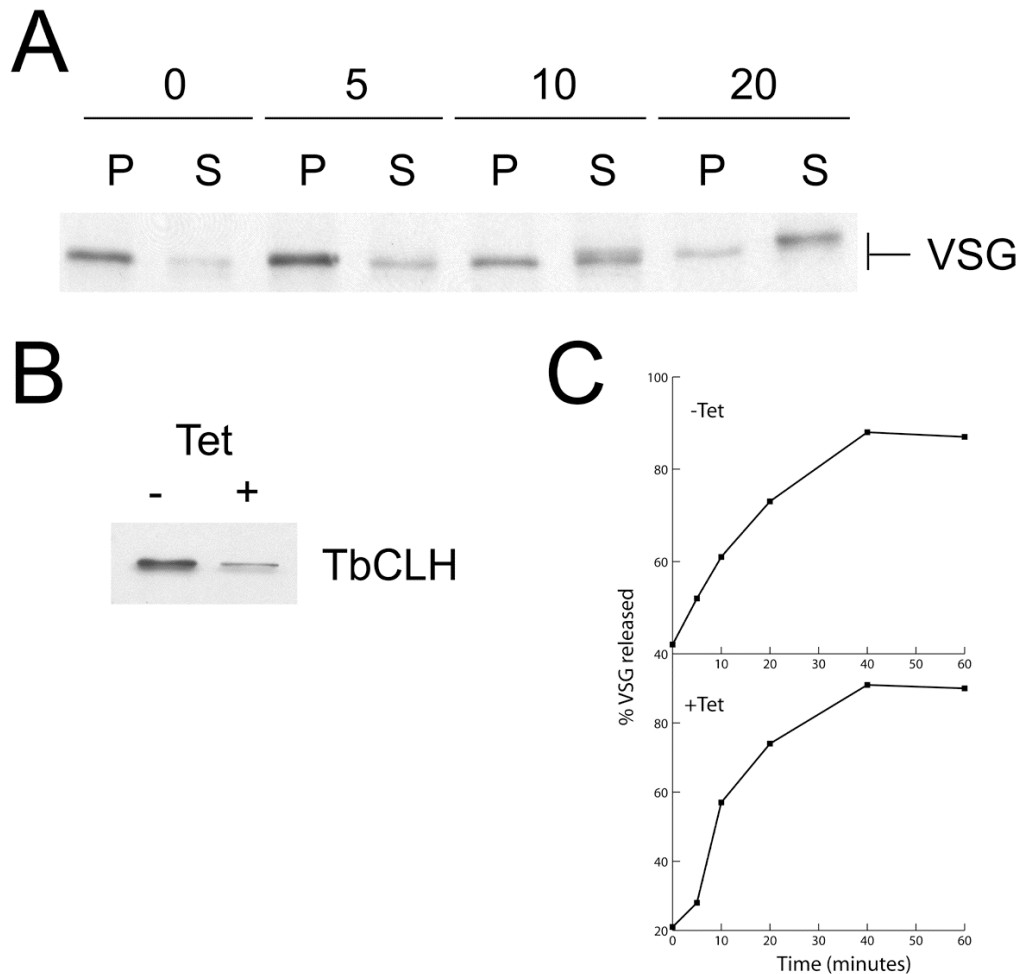 A
0 5 10 20
P S P S P S P S
VSG
B
Tet
- +
TbCLH
C
100
-Tet
80
60
40
10 20 30 40 50 60
% VSG released
+Tet
80
60
40
20
0 10 20 30 40 50 60
Time (minutes)